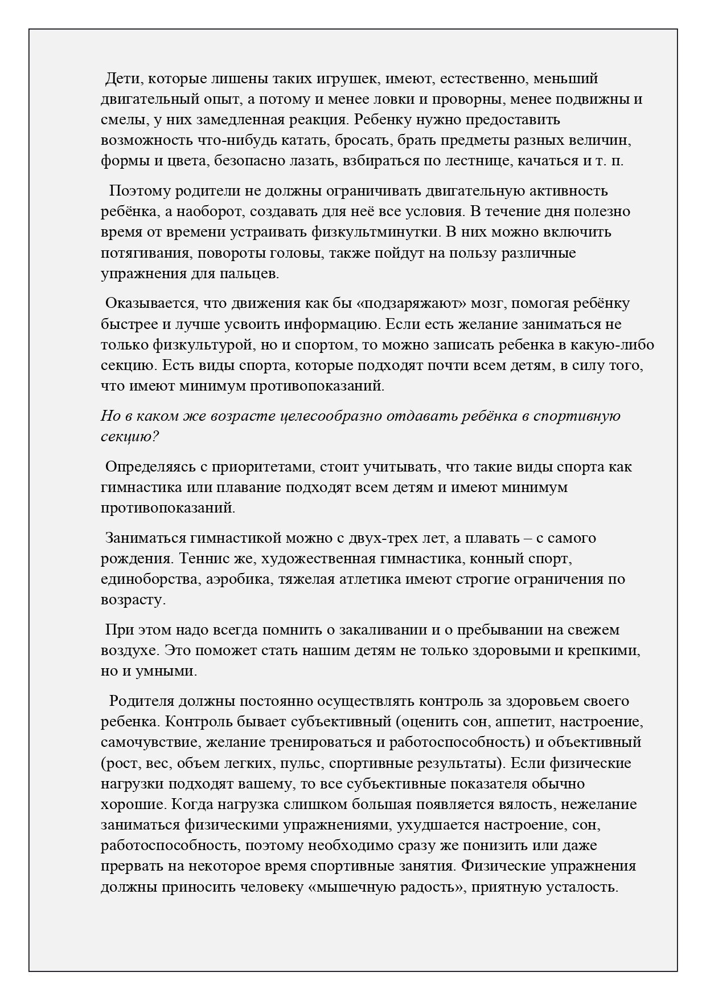 Дети, которые лишены таких игрушек, имеют, естественно, меньший
двигательный опыт, а потому и менее ловки и проворны, менее подвижны и
смелы, у них замедленная реакция. Ребенку нужно предоставить
возможность что-нибудь катать, бросать, брать предметы разных величин,
формы и цвета, безопасно лазать, взбираться по лестнице, качаться и т. п.
Поэтому родители не должны ограничивать двигательную активность
ребёнка, а наоборот, создавать для неё все условия. В течение дня полезно
время от времени устраивать физкультминутки. В них можно включить
потягивания, повороты головы, также пойдут на пользу различные
упражнения для пальцев.
Оказывается, что движения как бы «подзаряжают» мозг, помогая ребёнку
быстрее и лучше усвоить информацию. Если есть желание заниматься не
только физкультурой, но и спортом, то можно записать ребенка в какую-либо
секцию. Есть виды спорта, которые подходят почти всем детям, в силу того,
что имеют минимум противопоказаний.
Но в каком же возрасте целесообразно отдавать ребёнка в спортивную
секцию?
Определяясь с приоритетами, стоит учитывать, что такие виды спорта как
гимнастика или плавание подходят всем детям и имеют минимум
противопоказаний.
Заниматься гимнастикой можно с двух-трех лет, а плавать – с самого
рождения. Теннис же, художественная гимнастика, конный спорт,
единоборства, аэробика, тяжелая атлетика имеют строгие ограничения по
возрасту.
При этом надо всегда помнить о закаливании и о пребывании на свежем
воздухе. Это поможет стать нашим детям не только здоровыми и крепкими,
но и умными.
Родителя должны постоянно осуществлять контроль за здоровьем своего
ребенка. Контроль бывает субъективный (оценить сон, аппетит, настроение,
самочувствие, желание тренироваться и работоспособность) и объективный
(рост, вес, объем легких, пульс, спортивные результаты). Если физические
нагрузки подходят вашему, то все субъективные показателя обычно
хорошие. Когда нагрузка слишком большая появляется вялость, нежелание
заниматься физическими упражнениями, ухудшается настроение, сон,
работоспособность, поэтому необходимо сразу же понизить или даже
прервать на некоторое время спортивные занятия. Физические упражнения
должны приносить человеку «мышечную радость», приятную усталость.